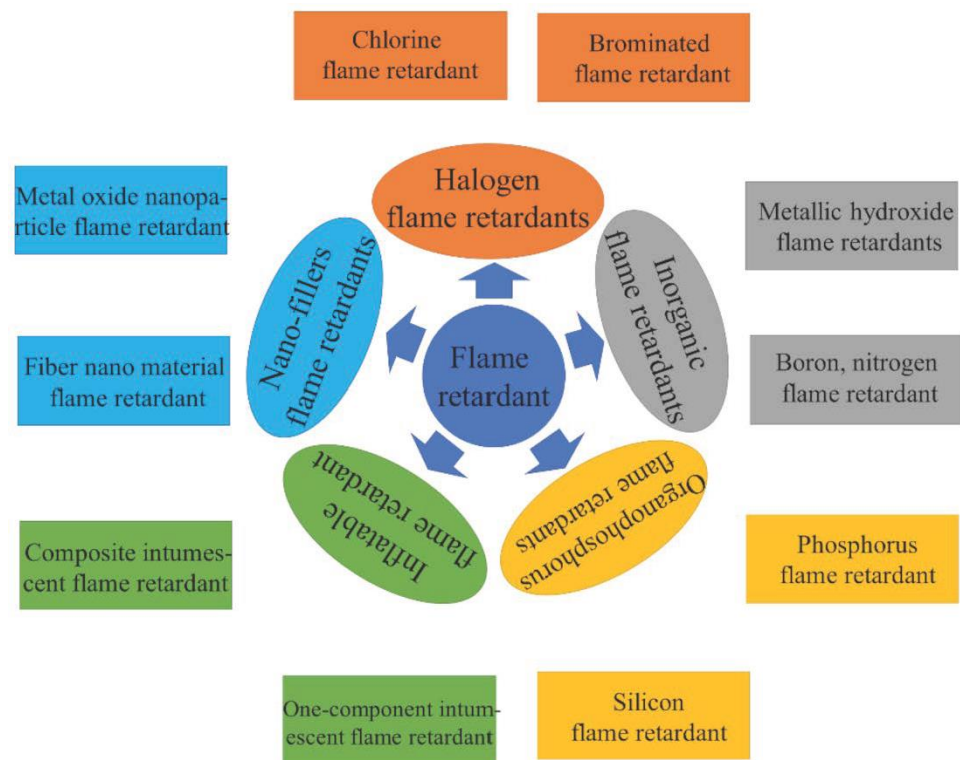 Chlorine
flame retardant
Brominated
flame retardant
Halogen
flame retardants
Metal oxide nanopa-
rticle flame retardant
Metallic hydroxide
flame retardants
Nano-fillers
flame retardants
Inorganic
flame retardants
Flame
retardant
Fiber nano material
flame retardant
Boron, nitrogen
flame retardant
Inflatable
flame retardant
Organophosphorus
flame retardants
Composite intumes-
cent flame retardant
Phosphorus
flame retardant
One-component intum-
escent flame retardant
Silicon
flame retardant